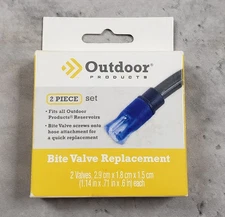 Outdoor
PRODUCTS
2 PIECE set
• Fits all Outdoor
Products® Reservoirs
• Bite Valve screws onto
hose attachment for
a quick replacement
Bite Valve Replacement
2 Valves, 2.9 cm x 1.8 cm x 1.5 cm
(1.14 in x .71 in x .6 in) each